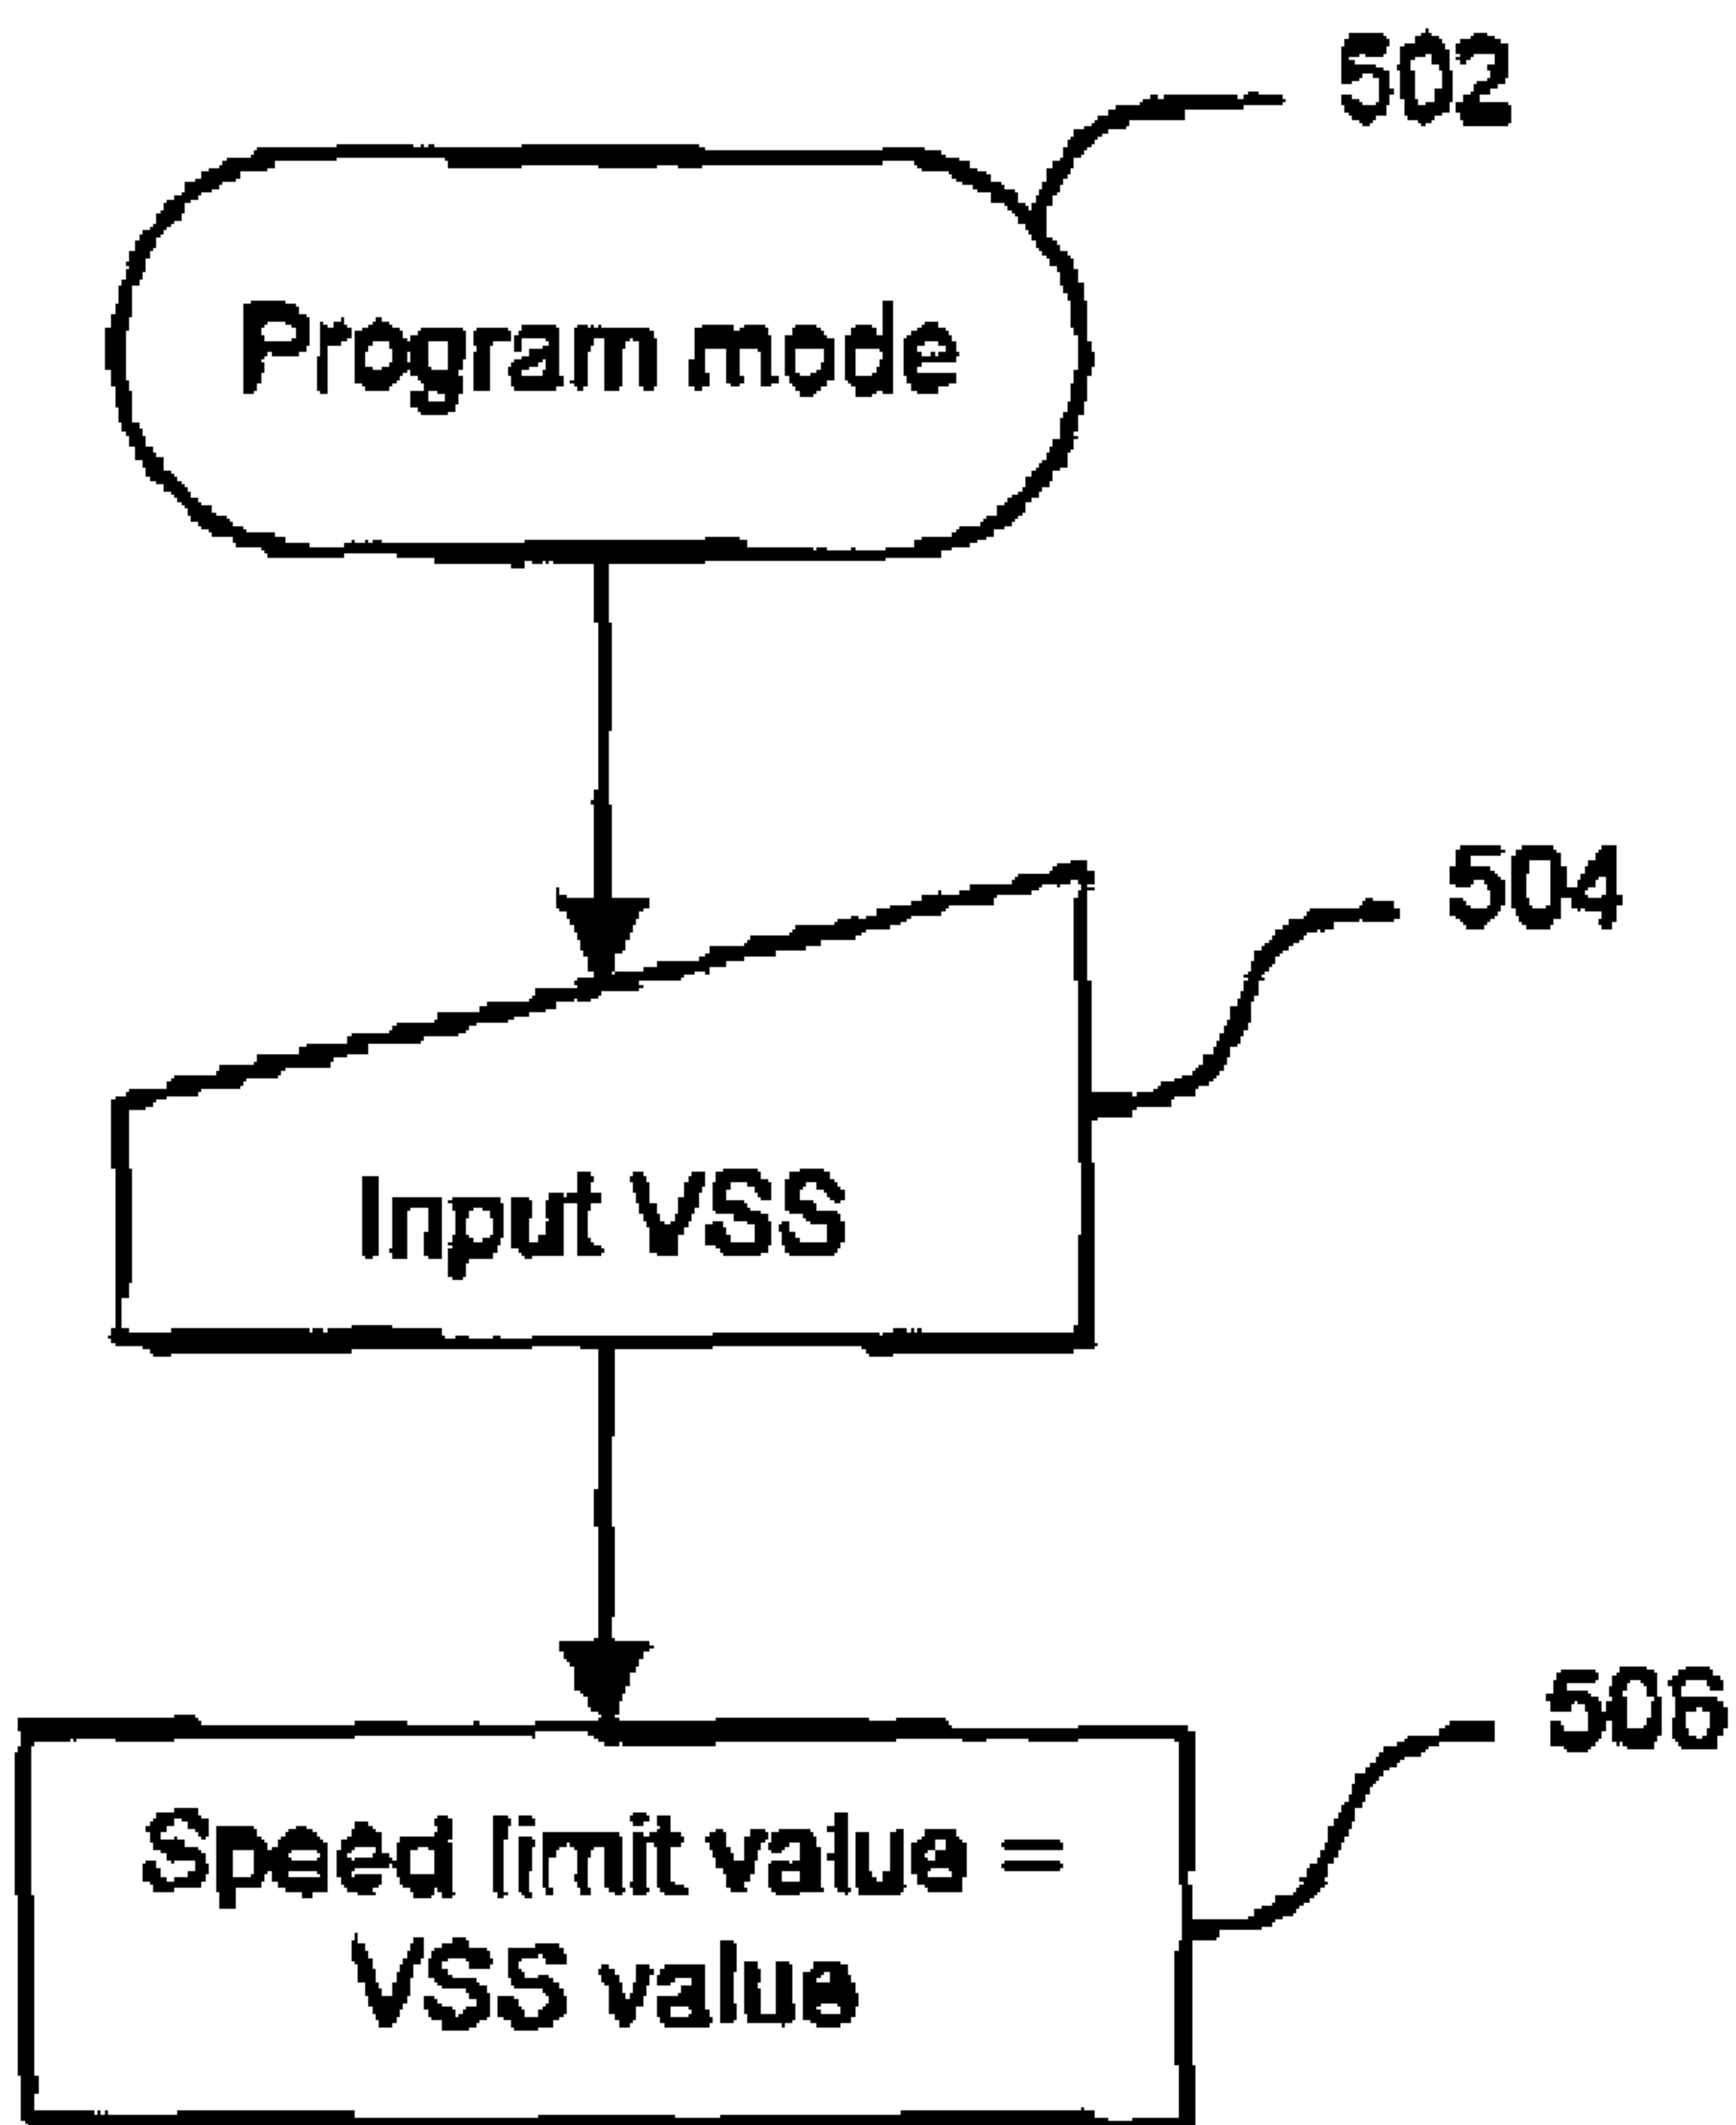 502
Program mode
504
Input VSS
506
Speed limit value =
VSS value